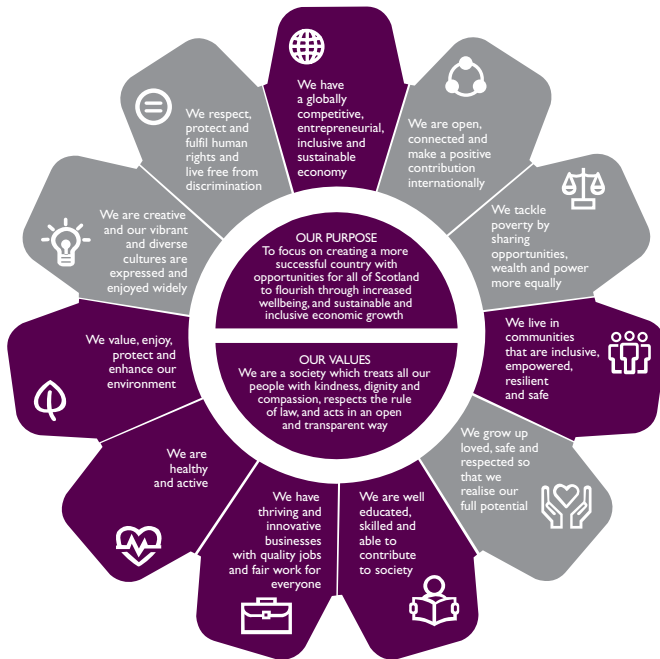 We have
a globally
competitive,
entrepreneurial,
inclusive and
sustainable
economy
We are open,
connected and
make a positive
contribution
internationally
We tackle
poverty by
sharing
opportunities,
wealth and power
more equally
We live in
communities
that are inclusive,
empowered,
resilient
and safe
We grow up
loved, safe and
respected so
that we
realise our
full potential
We are well
educated,
skilled and
able to
contribute
to society
We have
thriving and
innovative
businesses
with quality jobs
and fair work for
everyone
We are
healthy
and active
We value, enjoy,
protect and
enhance our
environment
We are creative
and our vibrant
and diverse
cultures are
expressed and
enjoyed widely
We respect,
protect and
fulfil human
rights and
live free from
discrimination
OUR PURPOSE
To focus on creating a more
successful country with
opportunities for all of Scotland
to flourish through increased
wellbeing, and sustainable and
inclusive economic growth
OUR VALUES
We are a society which treats all our
people with kindness, dignity and
compassion, respects the rule
of law, and acts in an open
and transparent way